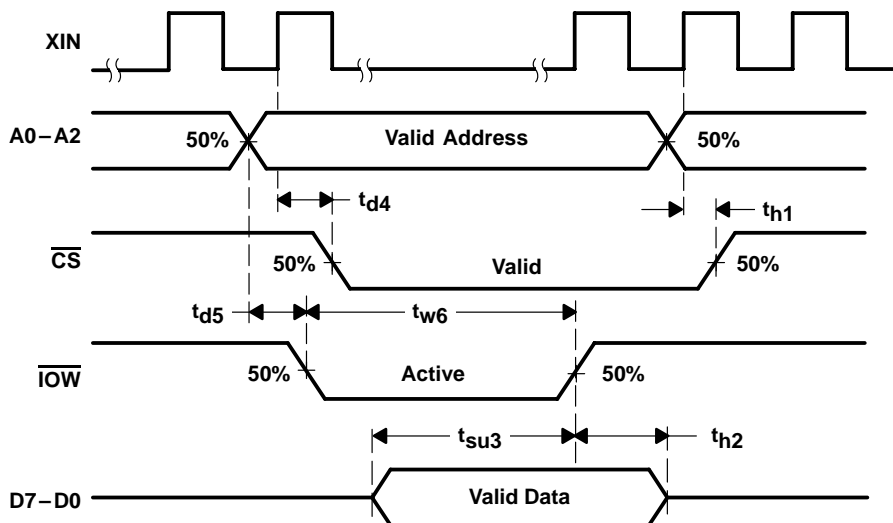 XIN
A0–A2 50% Valid Address 50%
td4 th1
CS 50% Valid 50%
td5 tw6
IOW 50% Active 50%
tsu3 th2
D7–D0 Valid Data